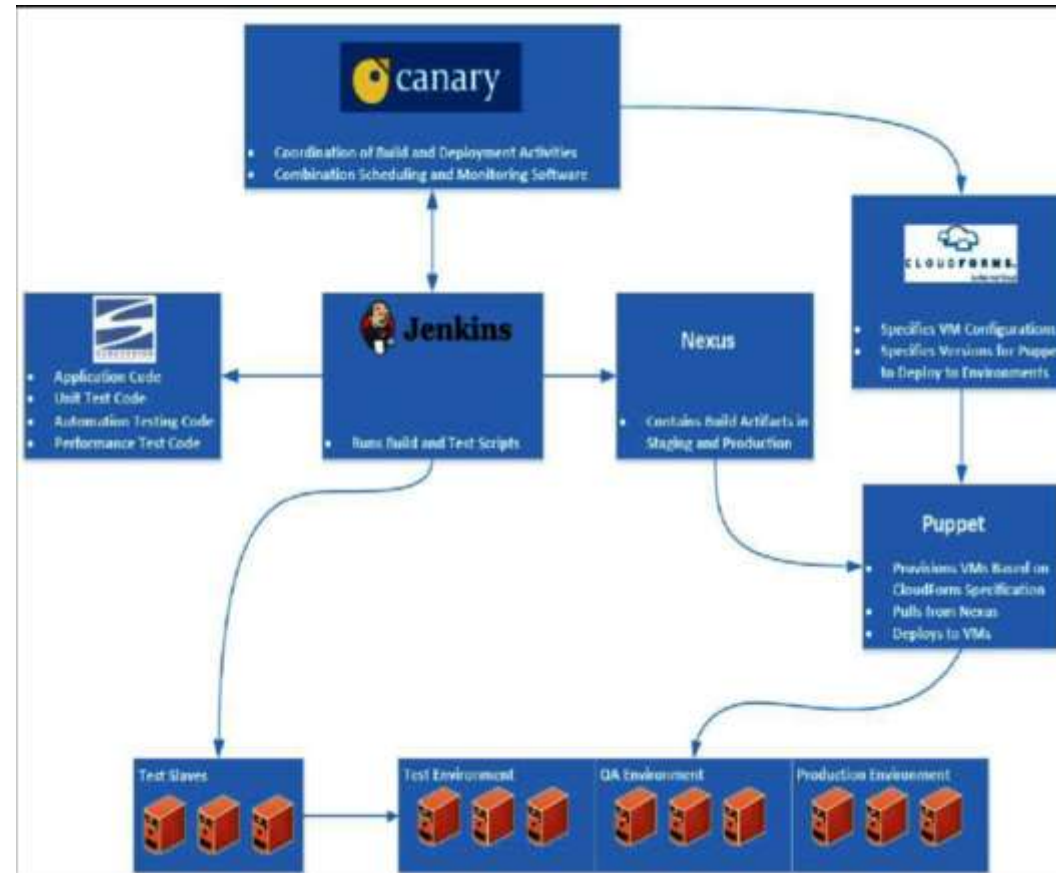 canary
Coordination of Build and Deployment Activities
Combination Scheduling and Monitoring Software
CLOUDFORMS
Specifies VM Configurations
Specifies Versions for Puppe
to Deploy to Environments
Application Code
Unit Test Code
Automation Testing Code
Performance Test Code
Jenkins
Runs Build and Test Scripts
Nexus
Contains Build Artifacts in
Staging and Production
Puppet
Provisions VMs Based on
CloudForm Specification
Pulls from Nexus
Deploys to VMs
Test Slaves
Test Environment
QA Environment
Production Environment